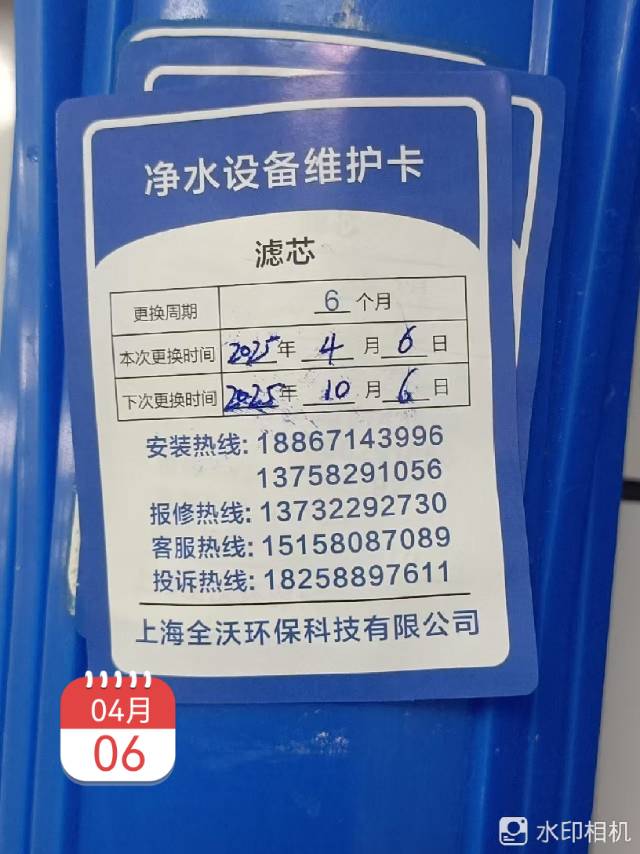 净水设备维护卡
滤芯
更换周期 6 个月
本次更换时间 2025年 4 月 6 日
下次更换时间 2025年 10 月 6 日
安装热线: 18867143996
13758291056
报修热线: 13732292730
客服热线: 15158087089
投诉热线: 18258897611
上海全沃环保科技有限公司
04月
06
水印相机